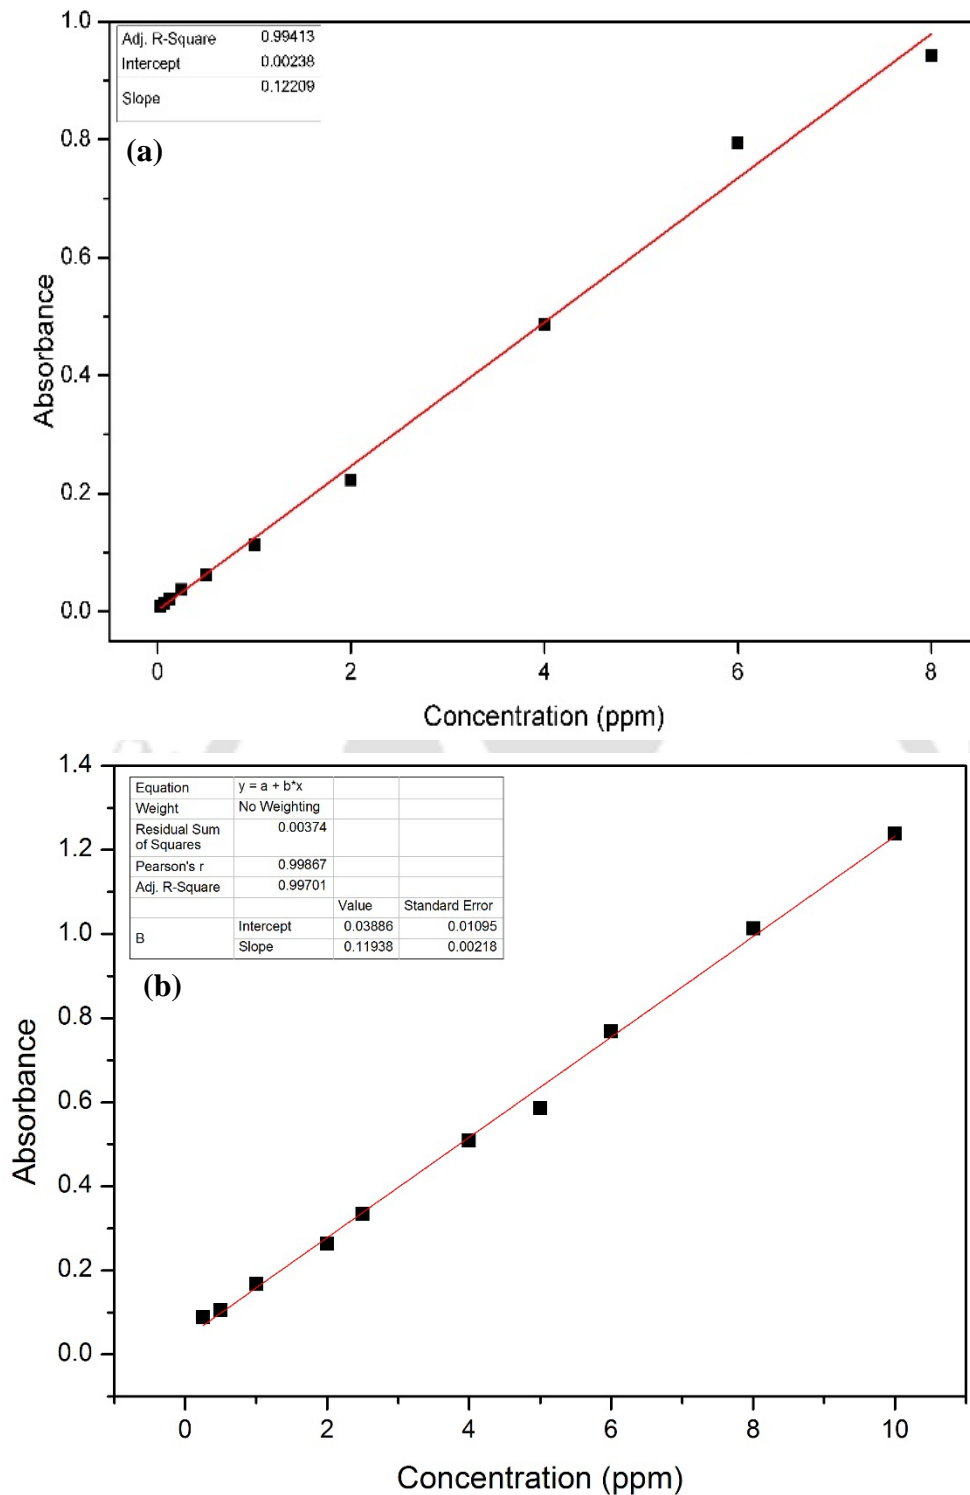 Adj. R-Square 0.99413
Intercept 0.00238
Slope 0.12209
(a)
1.0
0.8
0.6
0.4
0.2
0.0
Absorbance
0 2 4 6 8
Concentration (ppm)
Equation y = a + b*x
Weight No Weighting
Residual Sum of Squares 0.00374
Pearson's r 0.99867
Adj. R-Square 0.99701
Value Standard Error
B Intercept 0.03886 0.01095
Slope 0.11938 0.00218
(b)
1.4
1.2
1.0
0.8
0.6
0.4
0.2
0.0
Absorbance
0 2 4 6 8 10
Concentration (ppm)